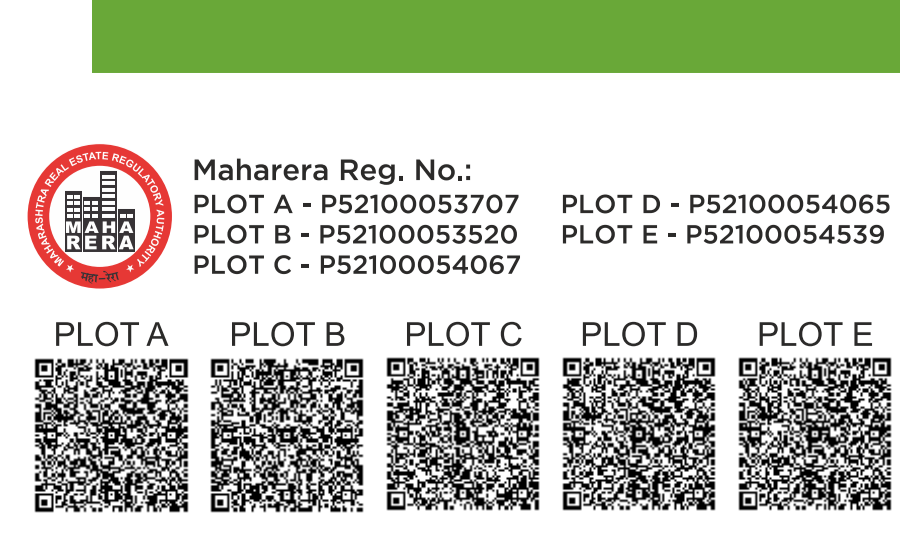 MAHARASHTRA REAL ESTATE REGULATORY AUTHORITY
MAHA
RERA
महा-रेरा
Maharera Reg. No.:
PLOT A - P52100053707 PLOT D - P52100054065
PLOT B - P52100053520 PLOT E - P52100054539
PLOT C - P52100054067
PLOT A PLOT B PLOT C PLOT D PLOT E